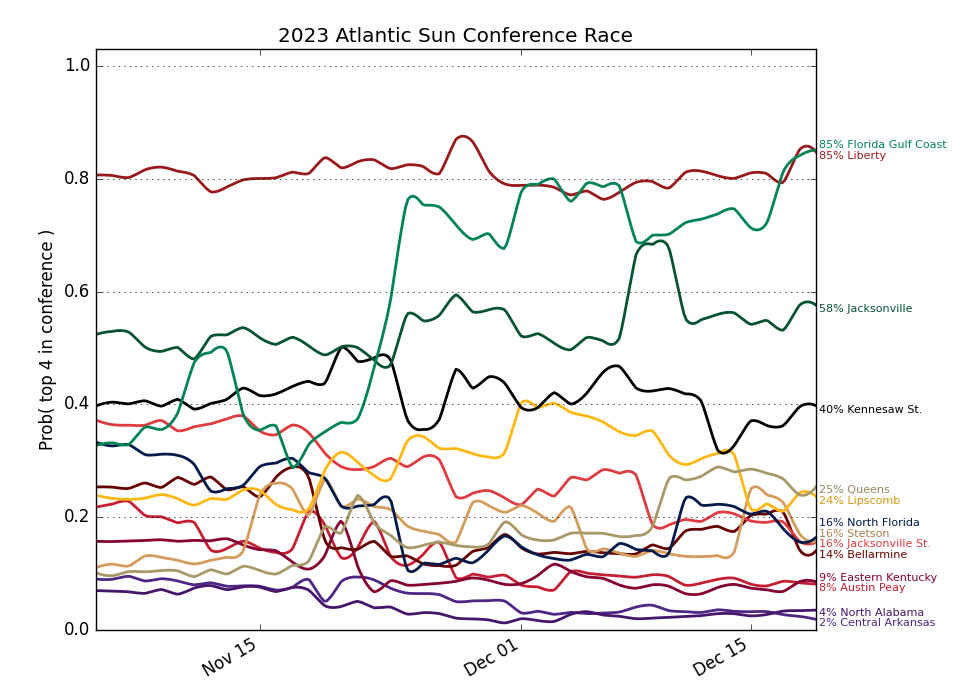 2023 Atlantic Sun Conference Race
Prob( top 4 in conference )
1.0
0.8
0.6
0.4
0.2
0.0
Nov 15
Dec 01
Dec 15
85% Florida Gulf Coast
85% Liberty
58% Jacksonville
40% Kennesaw St.
25% Queens
24% Lipscomb
16% North Florida
16% Stetson
16% Jacksonville St.
14% Bellarmine
9% Eastern Kentucky
8% Austin Peay
4% North Alabama
2% Central Arkansas